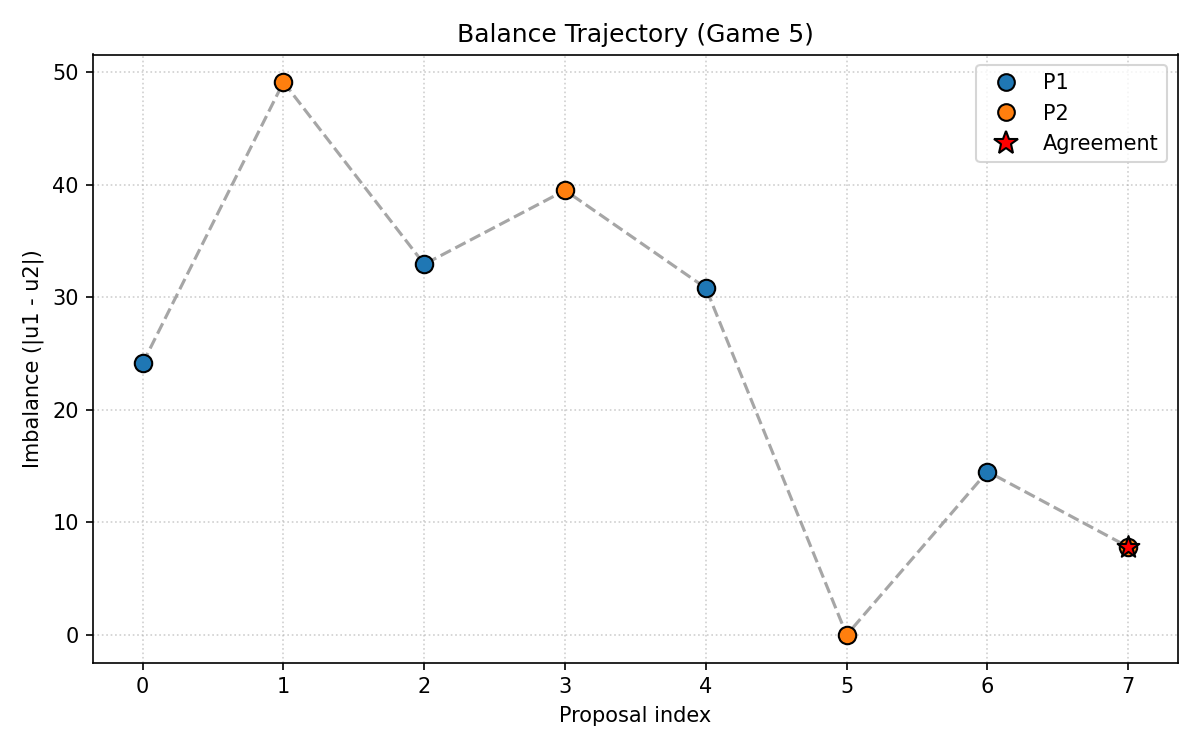 Balance Trajectory (Game 5)
Imbalance (|u1 - u2|)
50
40
30
20
10
0
P1
P2
Agreement
0 1 2 3 4 5 6 7
Proposal index